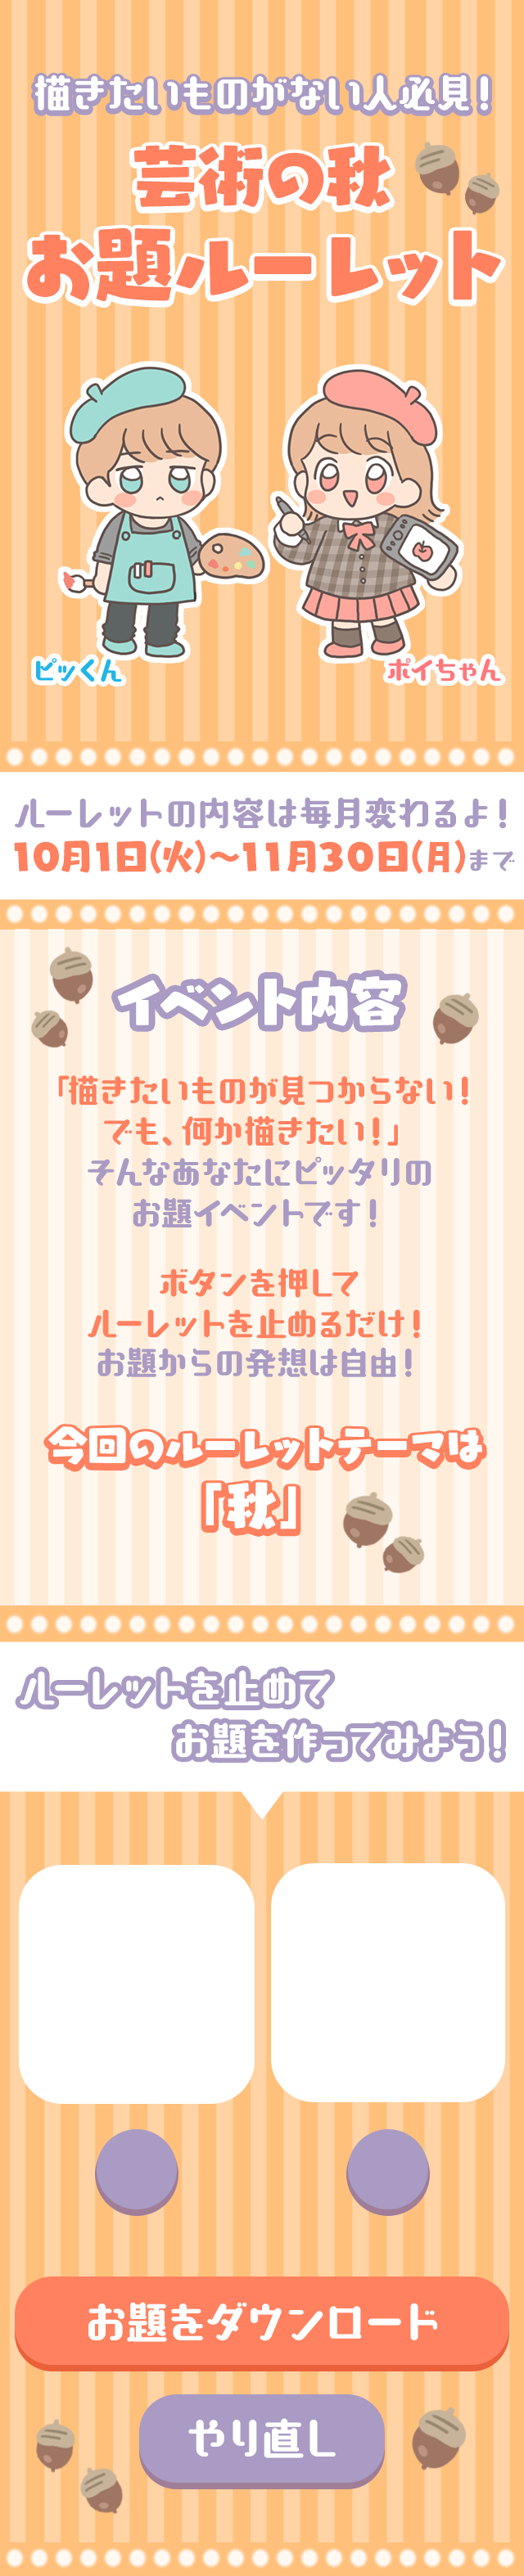 描きたいものがない人必見！
芸術の秋
お題ルーレット
ピッくん
ポイちゃん
ルーレットの内容は毎月変わるよ！
10月1日(火)～11月30日(月)まで
イベント内容
「描きたいものが見つからない！
でも、何か描きたい！」
そんなあなたにピッタリの
お題イベントです！
ボタンを押して
ルーレットを止めるだけ！
お題からの発想は自由！
今回のルーレットテーマは
「秋」
ルーレットを止めて
お題を作ってみよう！
お題をダウンロード
やり直し